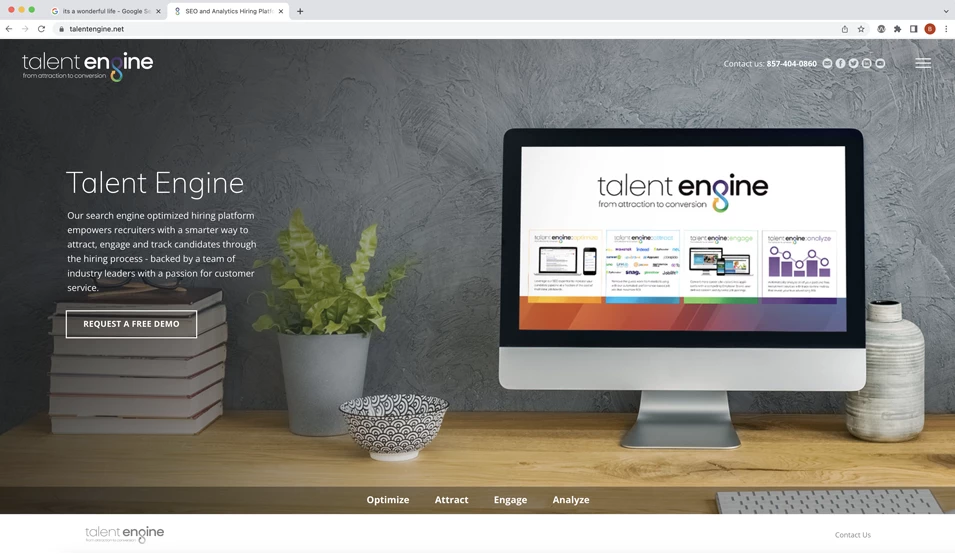 its a wonderful life - Google Se
SEO and Analytics Hiring Platf
talentengine.net
B
talent engine
from attraction to conversion
Contact us: 857-404-0860
Talent Engine
Our search engine optimized hiring platform
empowers recruiters with a smarter way to
attract, engage and track candidates through
the hiring process - backed by a team of
industry leaders with a passion for customer
service.
REQUEST A FREE DEMO
talent engine
from attraction to conversion
talent engine:optimize
talent engine:address
talent engine:engage
talent engine:analyze
snag.
Optimize
Attract
Engage
Analyze
talent engine
from attraction to conversion
Contact Us